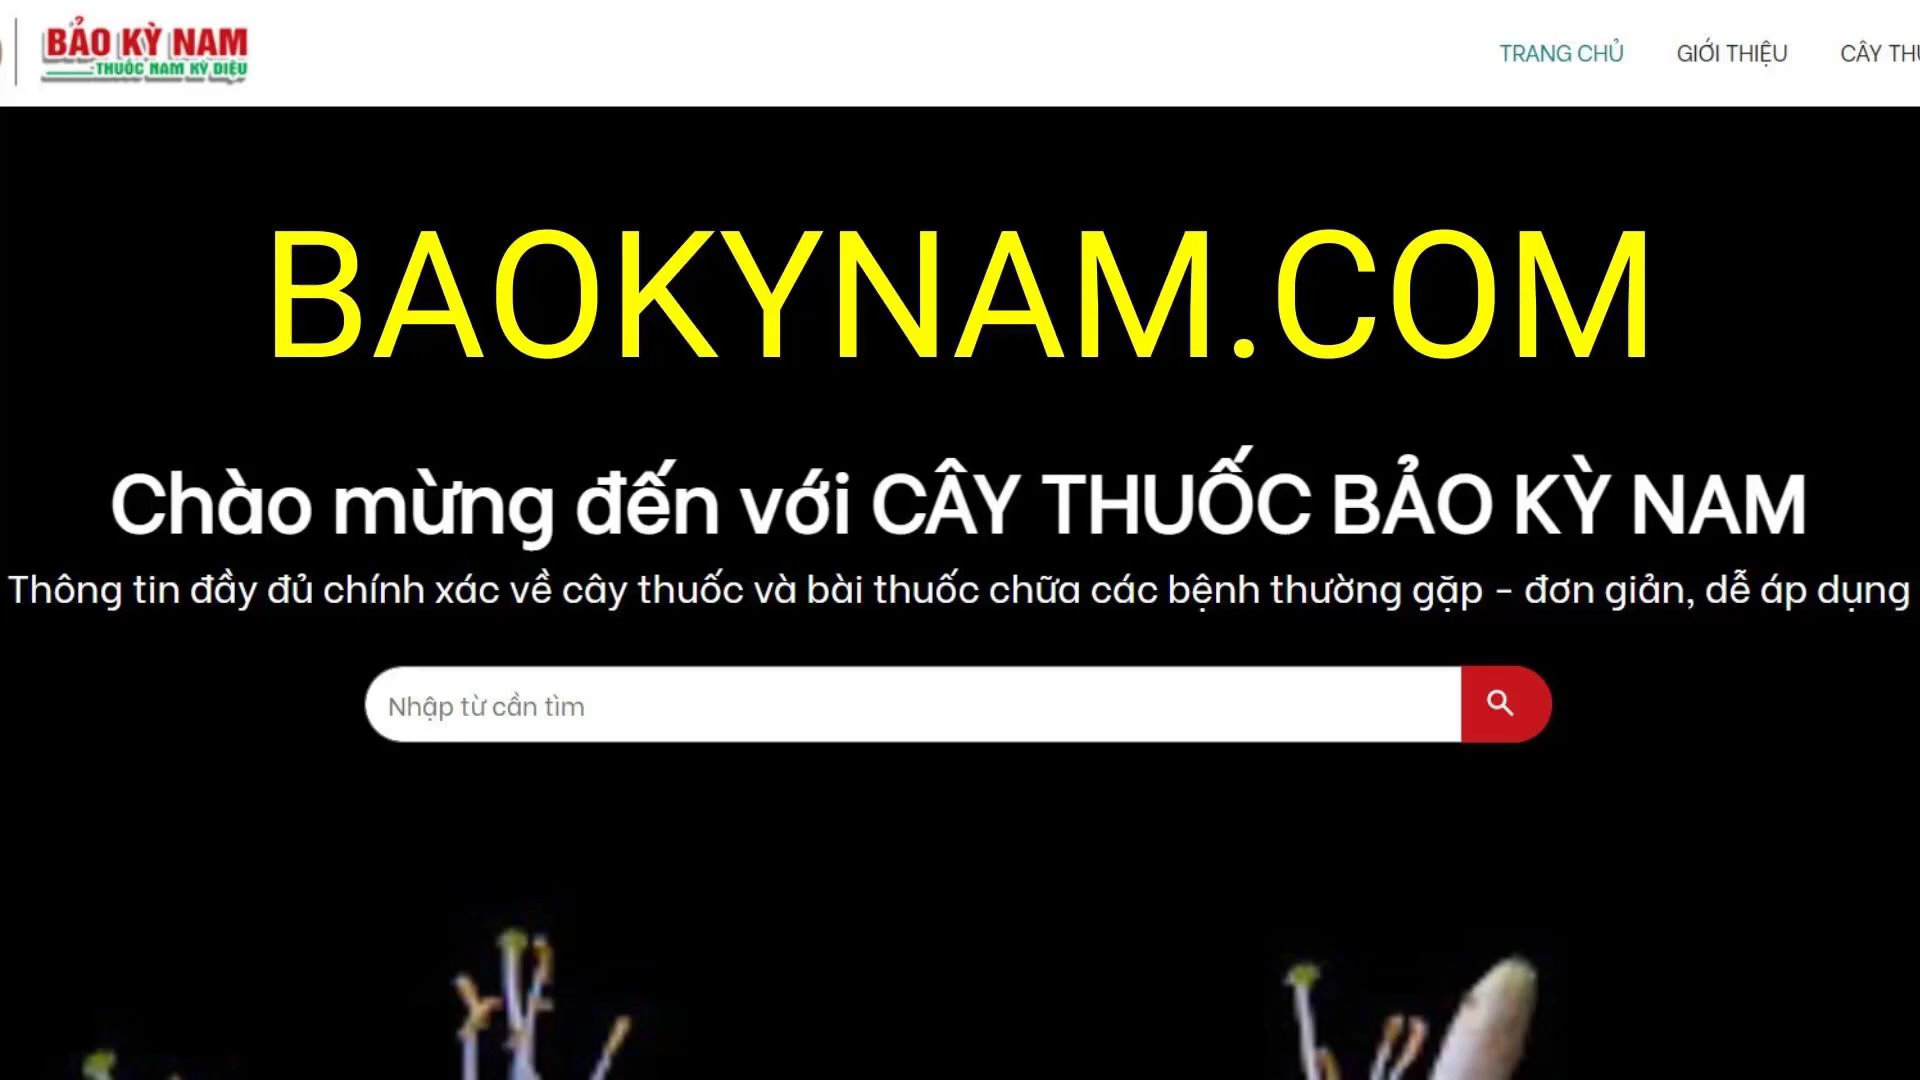 BẢO KỲ NAM
THUỐC NAM KỲ DIỆU
TRANG CHỦ
GIỚI THIỆU
CÂY THU
BAOKYNAM.COM
Chào mừng đến với CÂY THUỐC BẢO KỲ NAM
Thông tin đầy đủ chính xác về cây thuốc và bài thuốc chữa các bệnh thường gặp - đơn giản, dễ áp dụng
Nhập từ cần tìm